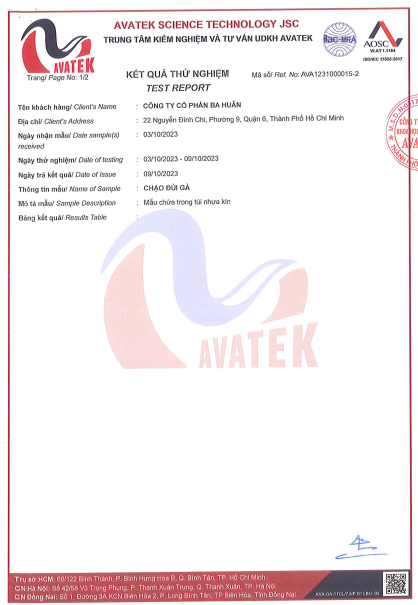 AVATEK SCIENCE TECHNOLOGY JSC
TRUNG TÂM KIỂM NGHIỆM VÀ TƯ VẤN UDKH AVATEK
AVATEK
ilac-MRA
AOSC
VLAT 1.1164
ISO/IEC 17025:2017
Trang/ Page No: 1/2
KẾT QUẢ THỬ NGHIỆM
Mã số/ Ref. No: AVA1231000015-2
TEST REPORT
Tên khách hàng/ Client's Name : CÔNG TY CỔ PHẦN BA HUÂN
Địa chỉ/ Client's Address : 22 Nguyễn Đình Chi, Phường 9, Quận 6, Thành Phố Hồ Chí Minh
Ngày nhận mẫu/ Date sample(s) received : 03/10/2023
Ngày thử nghiệm/ Date of testing : 03/10/2023 - 09/10/2023
Ngày trả kết quả/ Date of Issue : 09/10/2023
Thông tin mẫu/ Name of Sample : CHẠO ĐÙI GÀ
Mô tả mẫu/ Sample Description : Mẫu chứa trong túi nhựa kín
Bảng kết quả/ Results Table :
AVATEK
Trụ sở HCM: 66/122 Bình Thành, P. Bình Hưng Hòa B, Q. Bình Tân, TP. Hồ Chí Minh
CN Hà Nội: Số 42/58 Vũ Trọng Phụng, P. Thanh Xuân Trung, Q. Thanh Xuân, TP. Hà Nội
CN Đồng Nai: Số 1, Đường 3A KCN Biên Hòa 2, P. Long Bình Tân, TP Biên Hòa, Tỉnh Đồng Nai